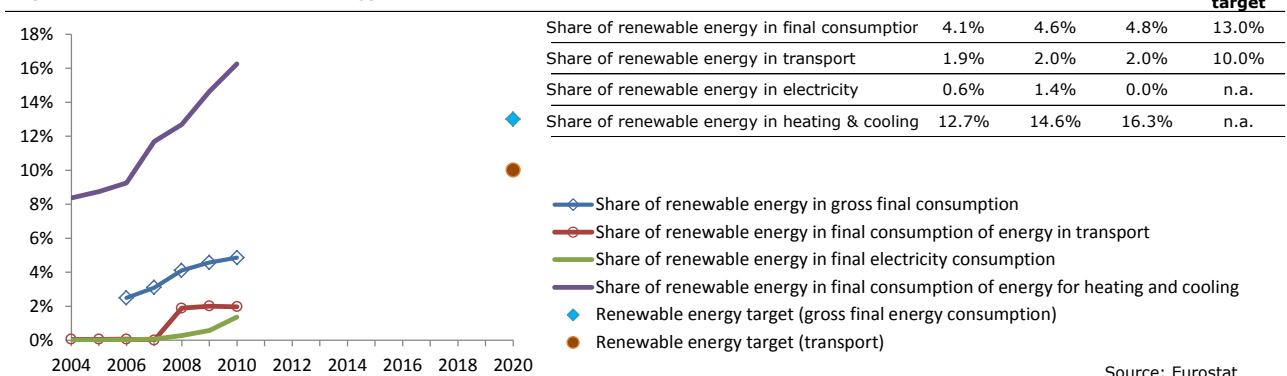 target
Share of renewable energy in final consumption 4.1% 4.6% 4.8% 13.0%
Share of renewable energy in transport 1.9% 2.0% 2.0% 10.0%
Share of renewable energy in electricity 0.6% 1.4% 0.0% n.a.
Share of renewable energy in heating & cooling 12.7% 14.6% 16.3% n.a.
18%
16%
14%
12%
10%
8%
6%
4%
2%
0%
2004 2006 2008 2010 2012 2014 2016 2018 2020
Share of renewable energy in gross final consumption
Share of renewable energy in final consumption of energy in transport
Share of renewable energy in final electricity consumption
Share of renewable energy in final consumption of energy for heating and cooling
Renewable energy target (gross final energy consumption)
Renewable energy target (transport)
Source: Eurostat